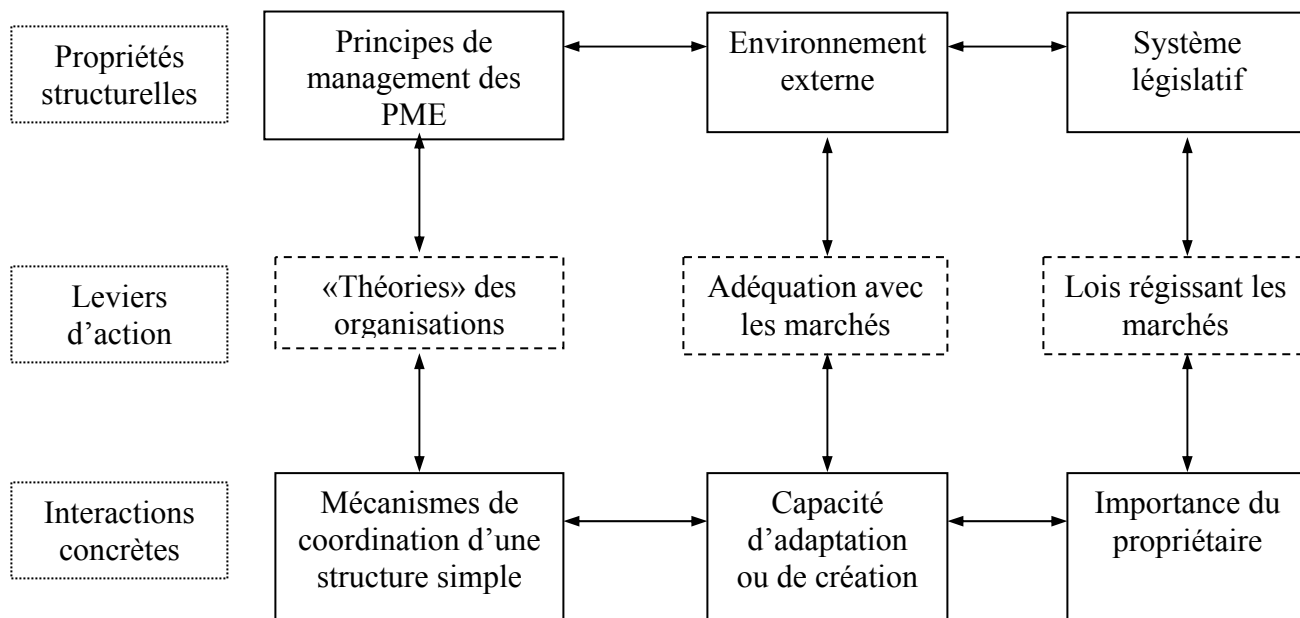 Propriétés
structurelles
Principes de
management des
PME
Environnement
externe
Système
législatif
Leviers
d’action
«Théories» des
organisations
Adéquation avec
les marchés
Lois régissant les
marchés
Interactions
concrètes
Mécanismes de
coordination d’une
structure simple
Capacité
d’adaptation
ou de création
Importance du
propriétaire